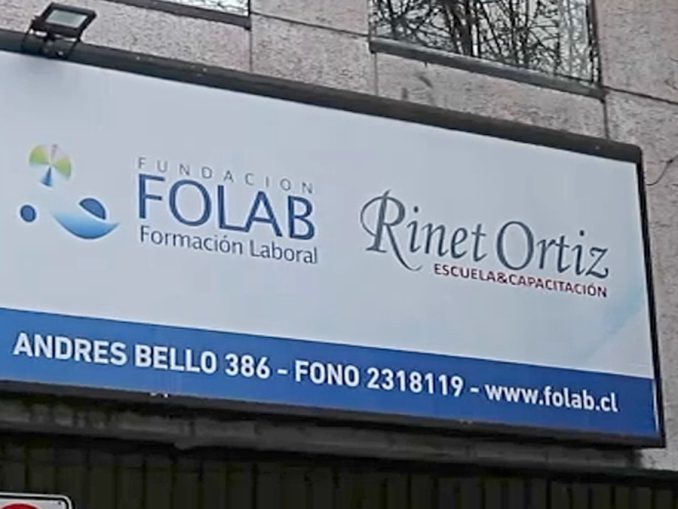 FUNDACION
FOLAB
Formación Laboral
Rinet Ortiz
ESCUELA&CAPACITACIÓN
ANDRES BELLO 386 - FONO 2318119 - www.folab.cl